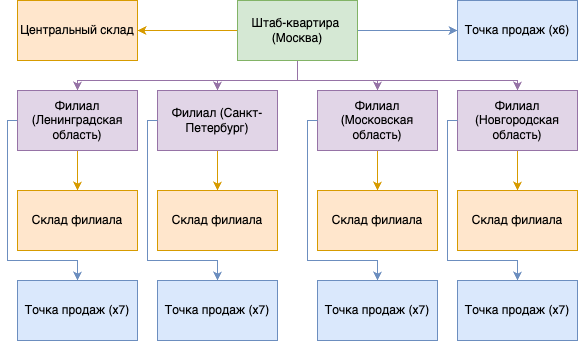 Центральный склад
Штаб-квартира
(Москва)
Точка продаж (x6)
Филиал
(Ленинградская
область)
Филиал (Санкт-
Петербург)
Филиал
(Московская
область)
Филиал
(Новгородская
область)
Склад филиала
Склад филиала
Склад филиала
Склад филиала
Точка продаж (x7)
Точка продаж (x7)
Точка продаж (x7)
Точка продаж (x7)